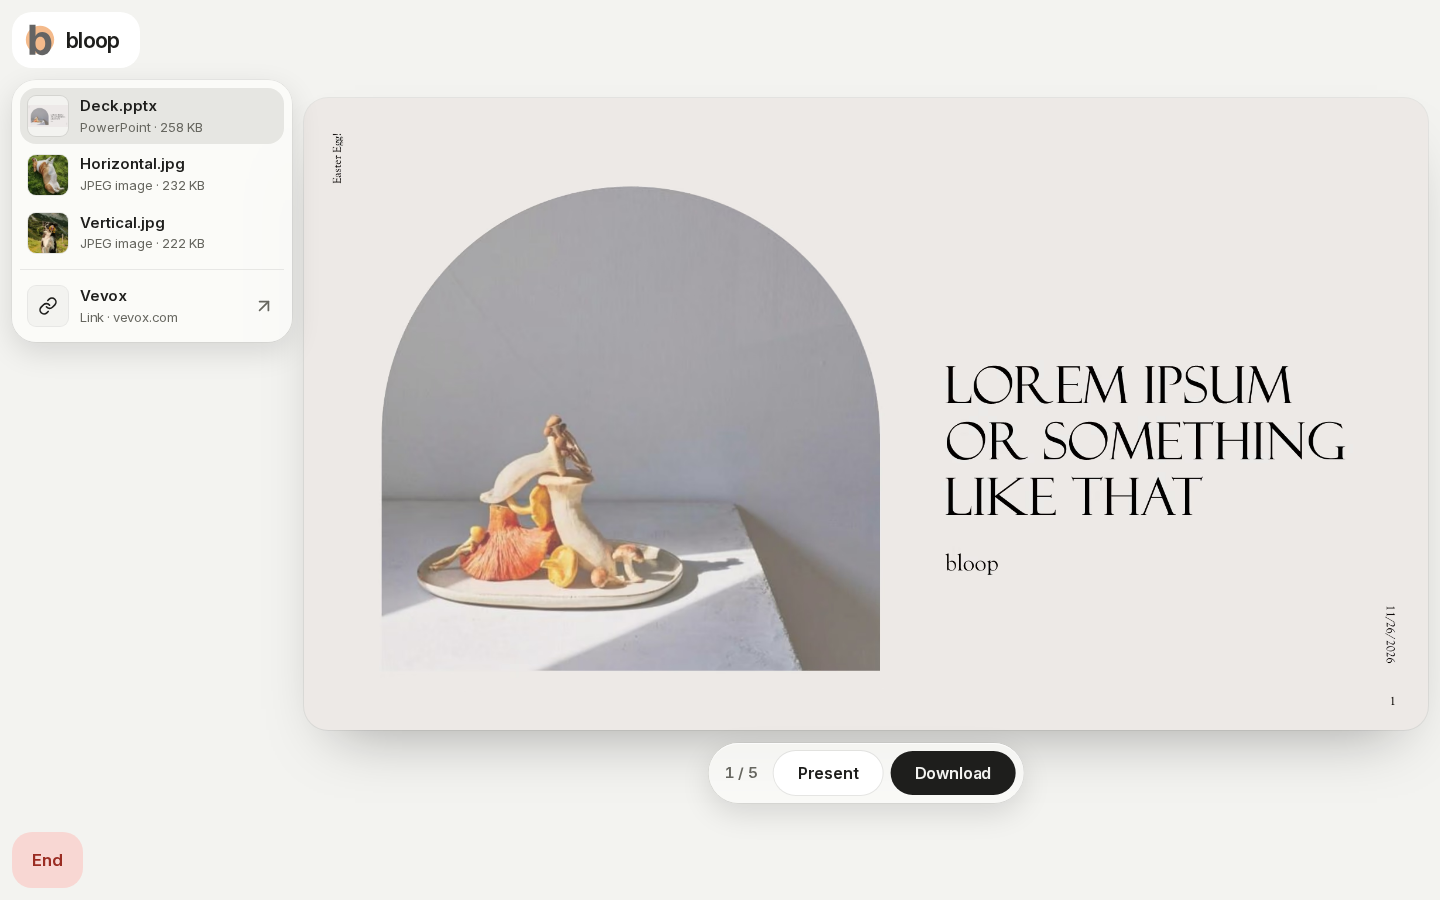 b bloop
Deck.pptx
PowerPoint · 258 KB
Horizontal.jpg
JPEG image · 232 KB
Vertical.jpg
JPEG image · 222 KB
Vevox
Link · vevox.com
Easter Egg!
LOREM IPSUM
OR SOMETHING
LIKE THAT
bloop
11/26/2026
1
1 / 5
Present
Download
End